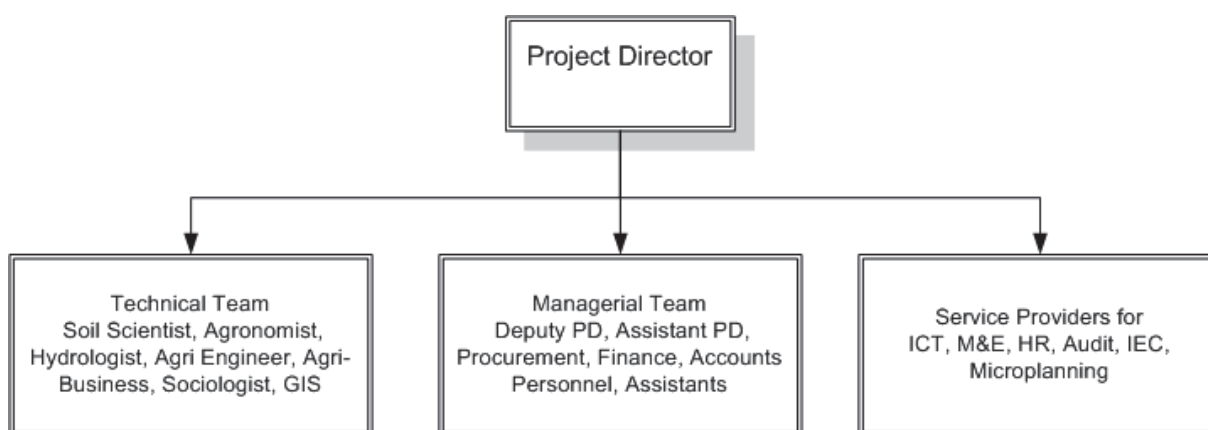 Project Director
Technical Team
Soil Scientist, Agronomist,
Hydrologist, Agri Engineer, Agri-
Business, Sociologist, GIS
Managerial Team
Deputy PD, Assistant PD,
Procurement, Finance, Accounts
Personnel, Assistants
Service Providers for
ICT, M&E, HR, Audit, IEC,
Microplanning